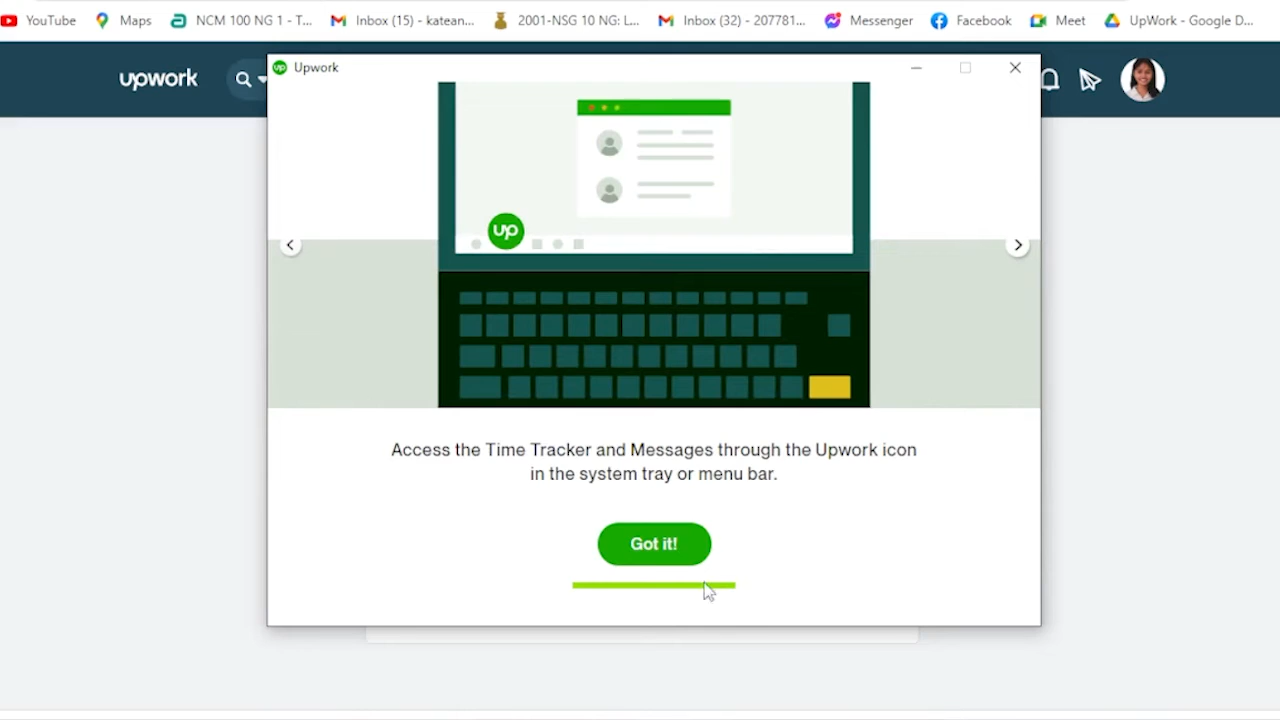 YouTube Maps NCM 100 NG 1 - T... Inbox (15) - katean... 2001-NSG 10 NG: L... Inbox (32) - 207781... Messenger Facebook Meet UpWork - Google D...
upwork
up Upwork
up
Access the Time Tracker and Messages through the Upwork icon
in the system tray or menu bar.
Got it!